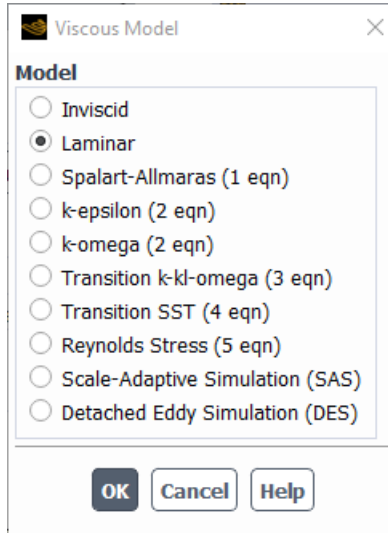 Viscous Model
Model
Inviscid
Laminar
Spalart-Allmaras (1 eqn)
k-epsilon (2 eqn)
k-omega (2 eqn)
Transition k-kl-omega (3 eqn)
Transition SST (4 eqn)
Reynolds Stress (5 eqn)
Scale-Adaptive Simulation (SAS)
Detached Eddy Simulation (DES)
OK Cancel Help